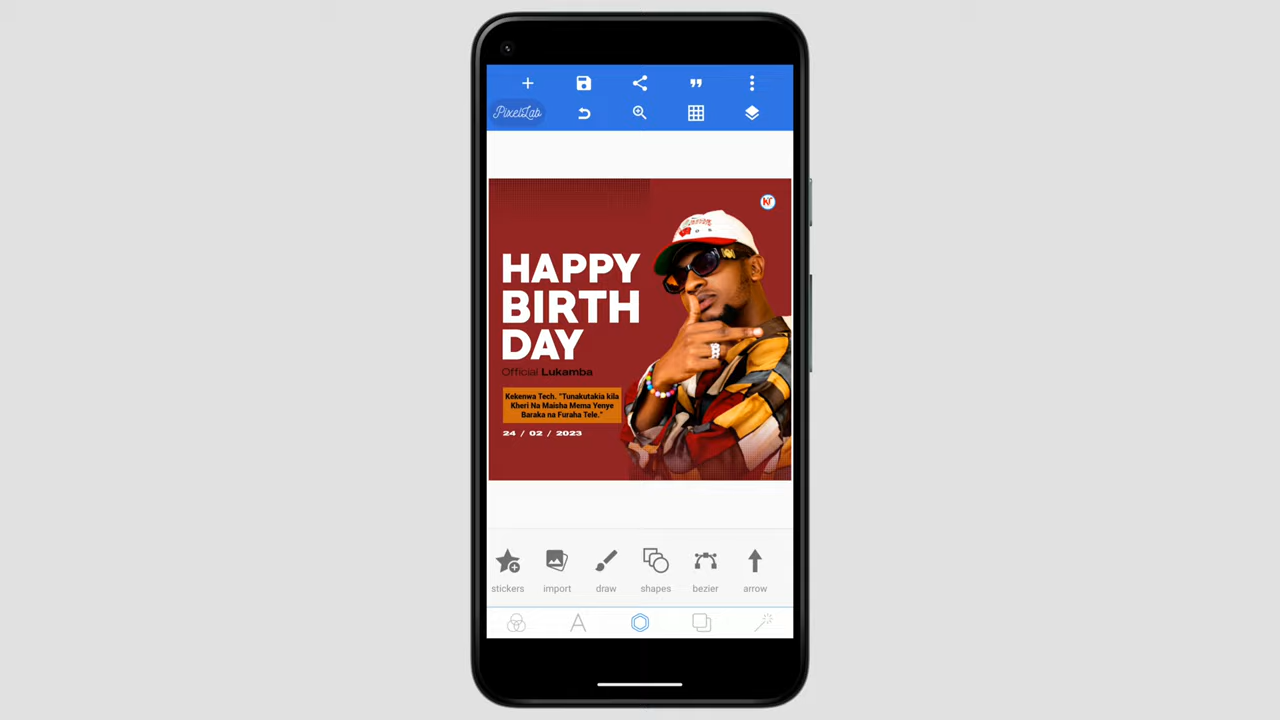 PixelLab
KT
HAPPY
BIRTH
DAY
Official Lukamba
Kekenwa Tech. "Tunakutakia kila
Kheri Na Maisha Mema Yenye
Baraka na Furaha Tele."
24 / 02 / 2023
stickers import draw shapes bezier arrow